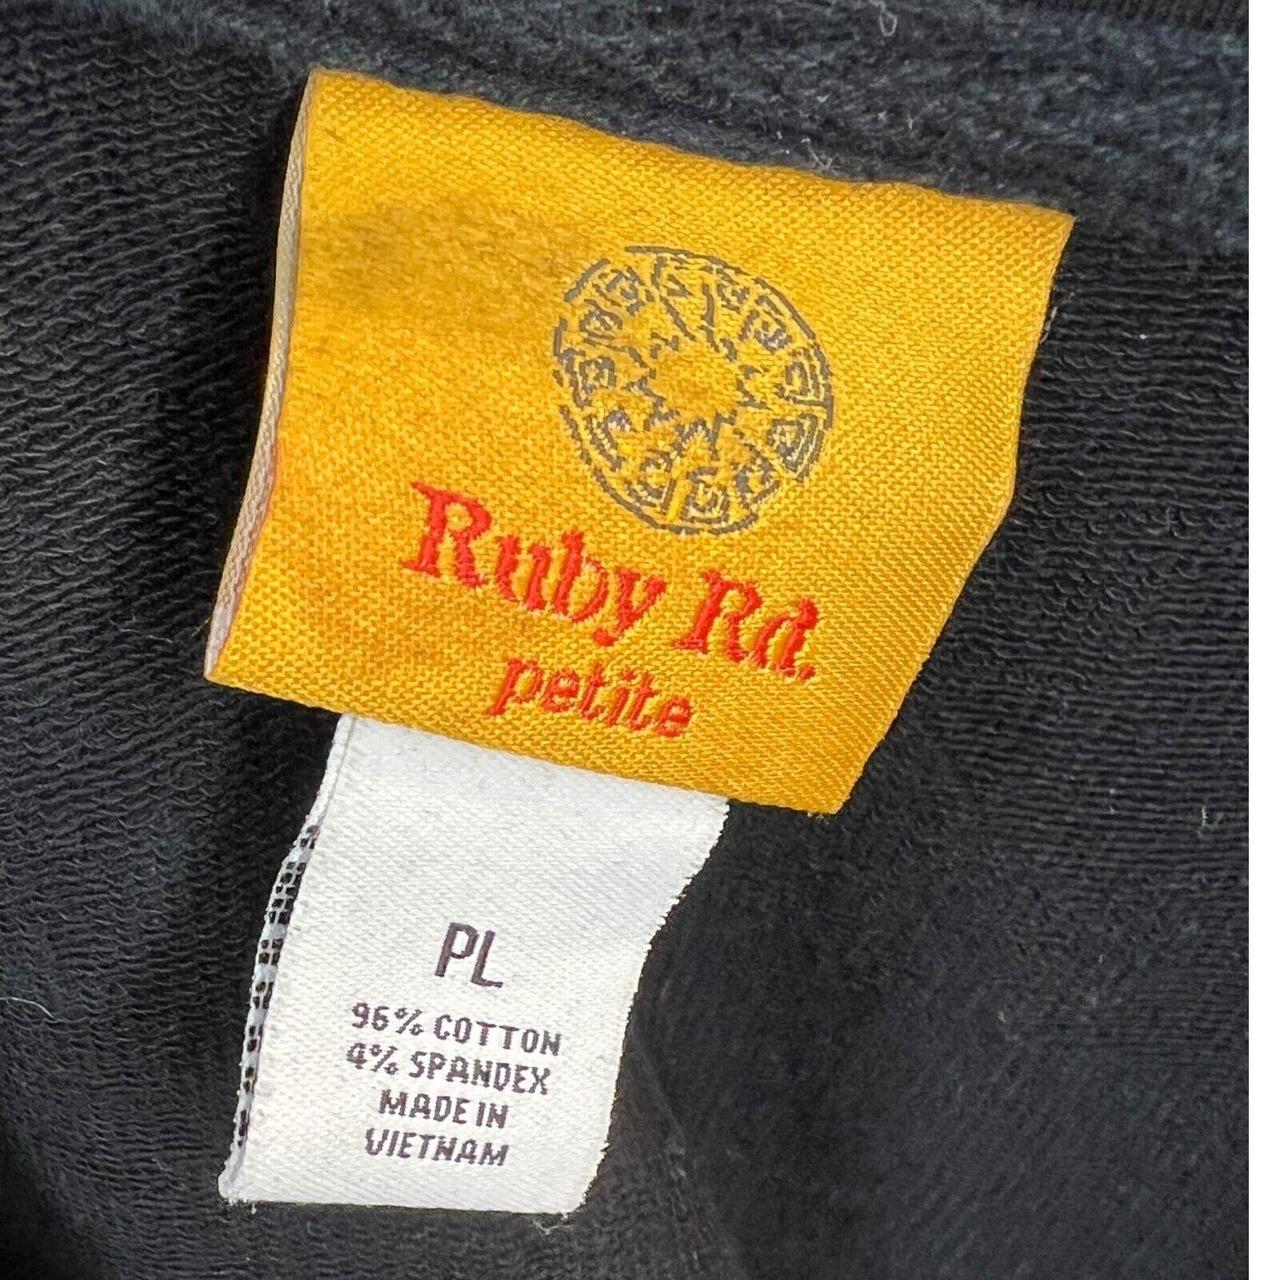 Ruby Rd.
petite
PL
96% COTTON
4% SPANDEX
MADE IN
VIETNAM